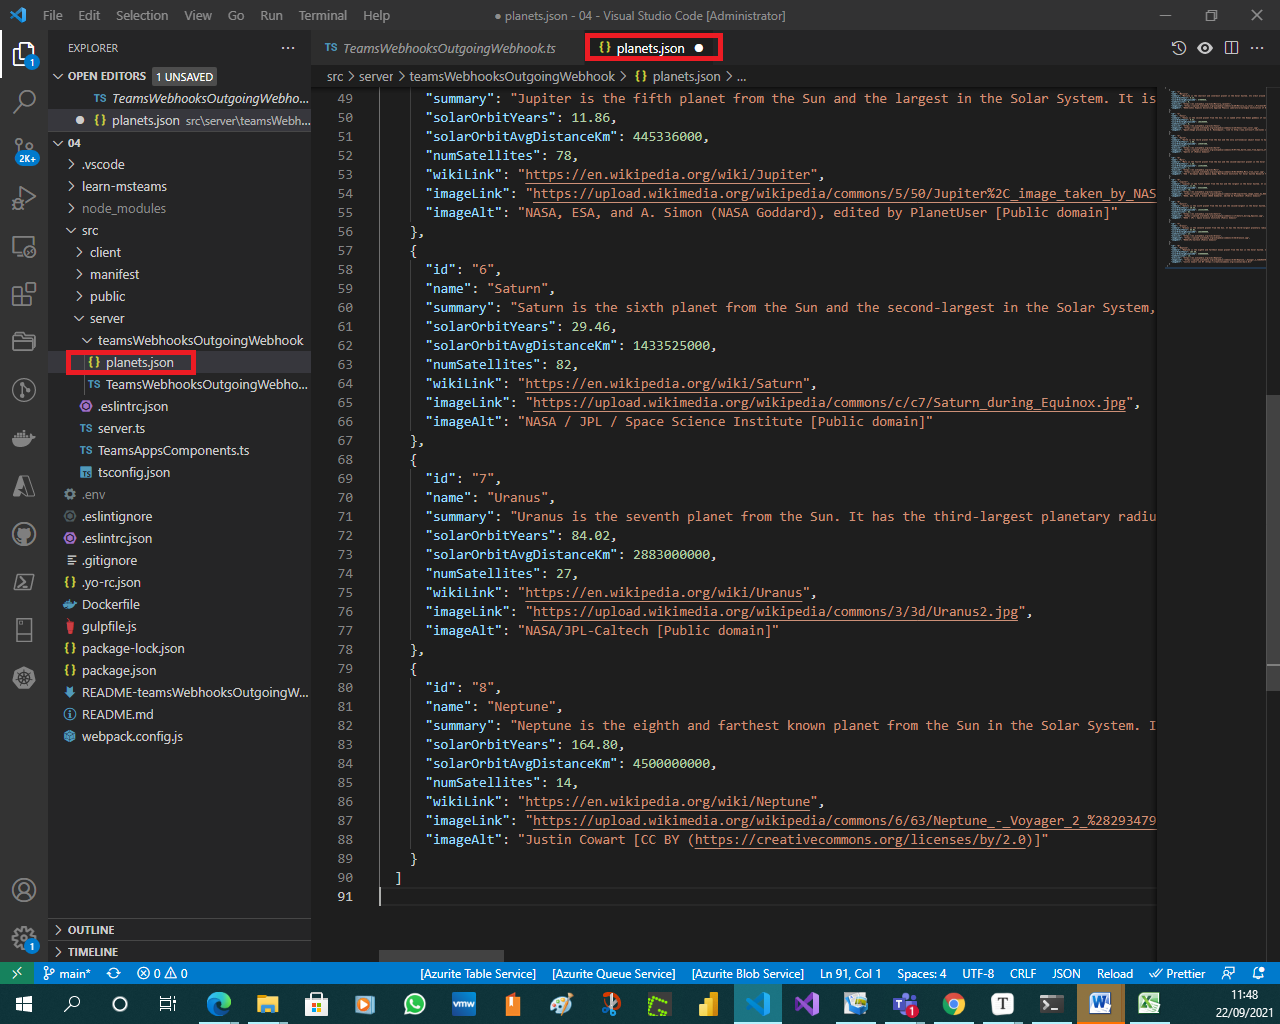 File Edit Selection View Go Run Terminal Help
● planets.json - 04 - Visual Studio Code [Administrator]
EXPLORER
OPEN EDITORS 1 UNSAVED
TS TeamsWebhooksOutgoingWebho...
● {} planets.json src\server\teamsWebh...
04
.vscode
learn-msteams
node_modules
src
client
manifest
public
server
teamsWebhooksOutgoingWebhook
{} planets.json
TS TeamsWebhooksOutgoingWebho...
.eslintrc.json
TS server.ts
TS TeamsAppsComponents.ts
TS tsconfig.json
.env
.eslintignore
.eslintrc.json
.gitignore
{} .yo-rc.json
Dockerfile
gulpfile.js
{} package-lock.json
{} package.json
README-teamsWebhooksOutgoingW...
README.md
webpack.config.js
OUTLINE
TIMELINE
1
2K+
1
TS TeamsWebhooksOutgoingWebhook.ts
{} planets.json ●
src > server > teamsWebhooksOutgoingWebhook > {} planets.json > ...
49 "summary": "Jupiter is the fifth planet from the Sun and the largest in the Solar System. It is
50 "solarOrbitYears": 11.86,
51 "solarOrbitAvgDistanceKm": 445336000,
52 "numSatellites": 78,
53 "wikiLink": "https://en.wikipedia.org/wiki/Jupiter",
54 "imageLink": "https://upload.wikimedia.org/wikipedia/commons/5/50/Jupiter%2C_image_taken_by_NAS
55 "imageAlt": "NASA, ESA, and A. Simon (NASA Goddard), edited by PlanetUser [Public domain]"
56 },
57 {
58 "id": "6",
59 "name": "Saturn",
60 "summary": "Saturn is the sixth planet from the Sun and the second-largest in the Solar System,
61 "solarOrbitYears": 29.46,
62 "solarOrbitAvgDistanceKm": 1433525000,
63 "numSatellites": 82,
64 "wikiLink": "https://en.wikipedia.org/wiki/Saturn",
65 "imageLink": "https://upload.wikimedia.org/wikipedia/commons/c/c7/Saturn_during_Equinox.jpg",
66 "imageAlt": "NASA / JPL / Space Science Institute [Public domain]"
67 },
68 {
69 "id": "7",
70 "name": "Uranus",
71 "summary": "Uranus is the seventh planet from the Sun. It has the third-largest planetary radiu
72 "solarOrbitYears": 84.02,
73 "solarOrbitAvgDistanceKm": 2883000000,
74 "numSatellites": 27,
75 "wikiLink": "https://en.wikipedia.org/wiki/Uranus",
76 "imageLink": "https://upload.wikimedia.org/wikipedia/commons/3/3d/Uranus2.jpg",
77 "imageAlt": "NASA/JPL-Caltech [Public domain]"
78 },
79 {
80 "id": "8",
81 "name": "Neptune",
82 "summary": "Neptune is the eighth and farthest known planet from the Sun in the Solar System. I
83 "solarOrbitYears": 164.80,
84 "solarOrbitAvgDistanceKm": 4500000000,
85 "numSatellites": 14,
86 "wikiLink": "https://en.wikipedia.org/wiki/Neptune",
87 "imageLink": "https://upload.wikimedia.org/wikipedia/commons/6/63/Neptune_-_Voyager_2_%28293479
88 "imageAlt": "Justin Cowart [CC BY (https://creativecommons.org/licenses/by/2.0)]"
89 }
90 ]
91
main* 0 0 [Azurite Table Service] [Azurite Queue Service] [Azurite Blob Service] Ln 91, Col 1 Spaces: 4 UTF-8 CRLF JSON Reload Prettier
vmw
T
1
11:48
22/09/2021